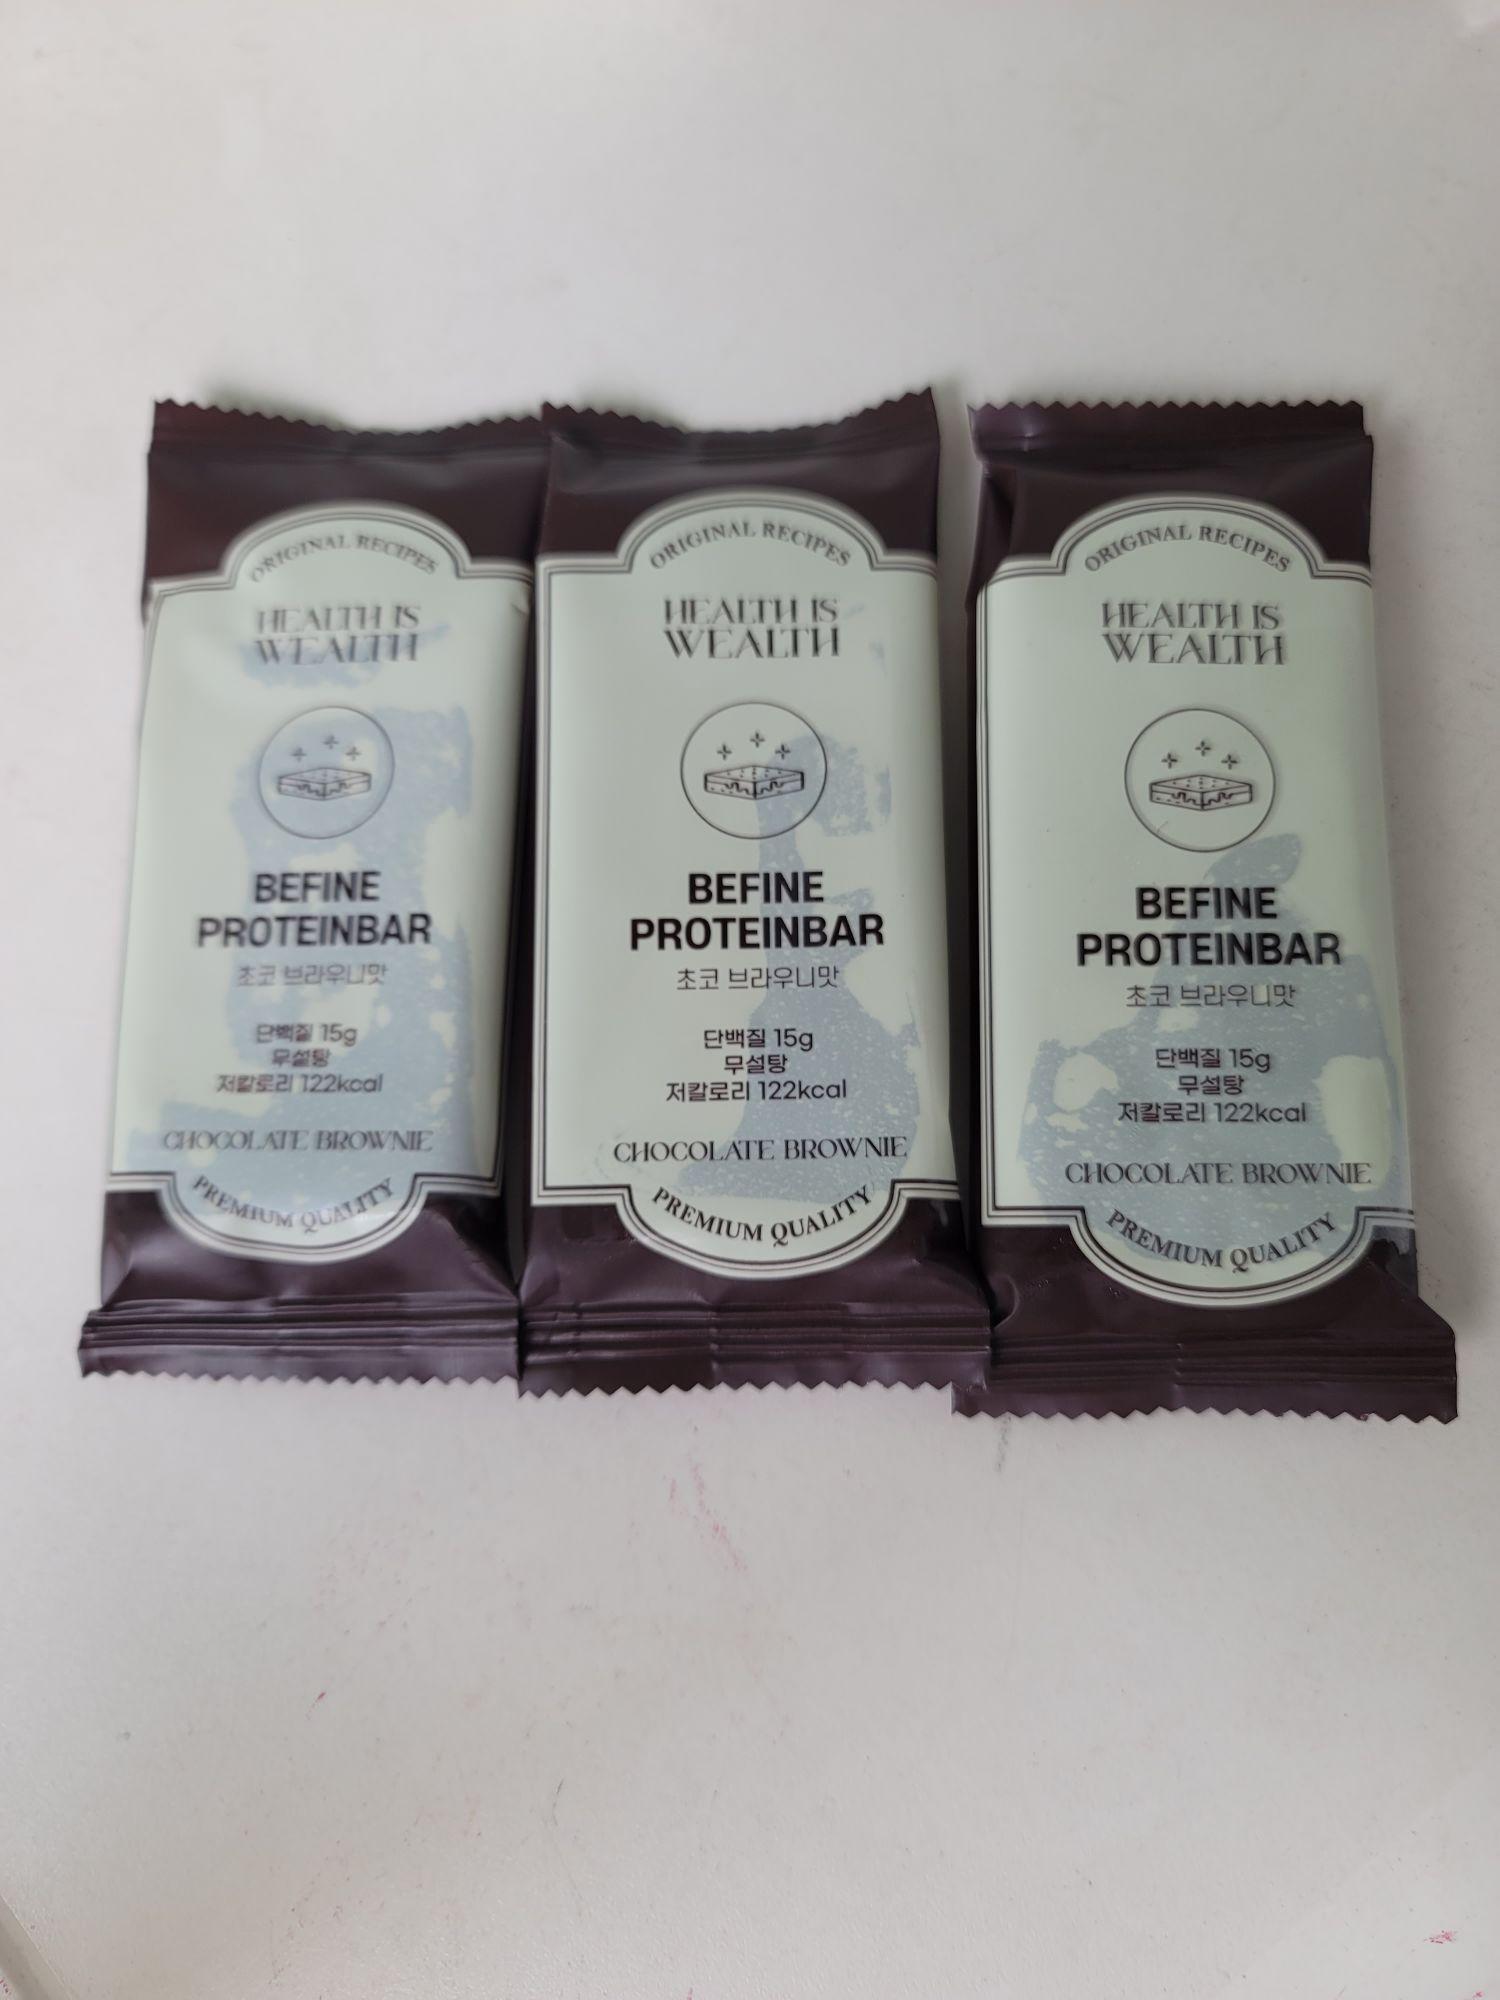 ORIGINAL RECIPES
HEALTH IS
WEALTH
BEFINE
PROTEINBAR
초코 브라우니맛
단백질 15g
무설탕
저칼로리 122kcal
CHOCOLATE BROWNIE
PREMIUM QUALITY
ORIGINAL RECIPES
HEALTH IS
WEALTH
BEFINE
PROTEINBAR
초코 브라우니맛
단백질 15g
무설탕
저칼로리 122kcal
CHOCOLATE BROWNIE
PREMIUM QUALITY
ORIGINAL RECIPES
HEALTH IS
WEALTH
BEFINE
PROTEINBAR
초코 브라우니맛
단백질 15g
무설탕
저칼로리 122kcal
CHOCOLATE BROWNIE
PREMIUM QUALITY